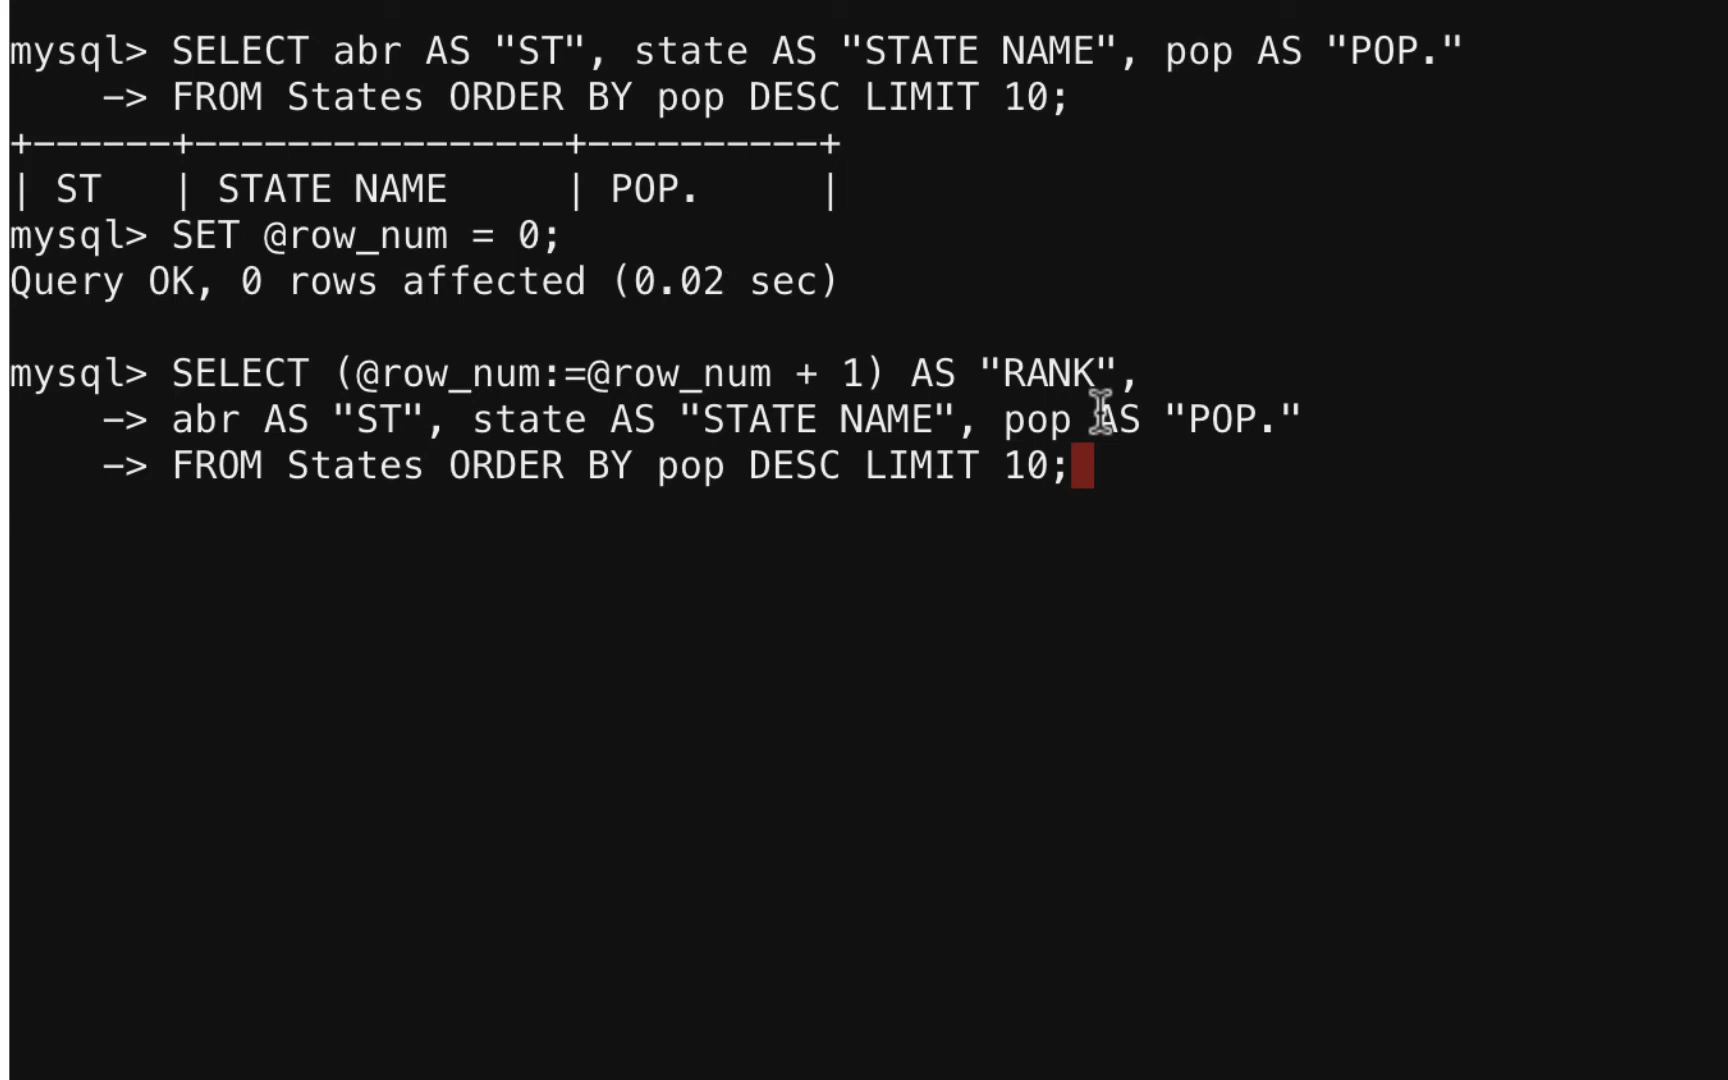 mysql> SELECT abr AS "ST", state AS "STATE NAME", pop AS "POP."
    -> FROM States ORDER BY pop DESC LIMIT 10;
+------+----------------+----------+
| ST   | STATE NAME     | POP.     |
mysql> SET @row_num = 0;
Query OK, 0 rows affected (0.02 sec)

mysql> SELECT (@row_num:=@row_num + 1) AS "RANK",
    -> abr AS "ST", state AS "STATE NAME", pop AS "POP."
    -> FROM States ORDER BY pop DESC LIMIT 10;